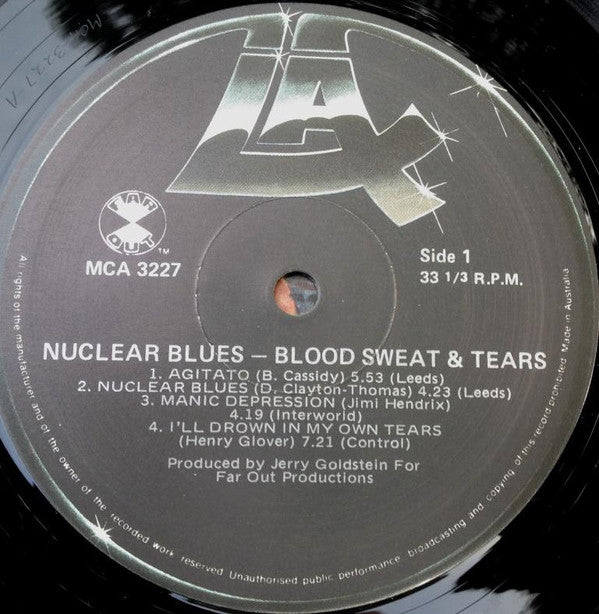 LAX
FAR
OUT
TM
MCA 3227
Side 1
33 1/3 R.P.M.
NUCLEAR BLUES – BLOOD SWEAT & TEARS
1. AGITATO (B. Cassidy) 5.53 (Leeds)
2. NUCLEAR BLUES (D. Clayton-Thomas) 4.23 (Leeds)
3. MANIC DEPRESSION (Jimi Hendrix)
4.19 (Interworld)
4. I'LL DROWN IN MY OWN TEARS
(Henry Glover) 7.21 (Control)
Produced by Jerry Goldstein For
Far Out Productions
All rights of the manufacturer and of the owner of the recorded work reserved Unauthorised public performance broadcasting and copying of this record prohibited Made in Australia
MCA 3227-A